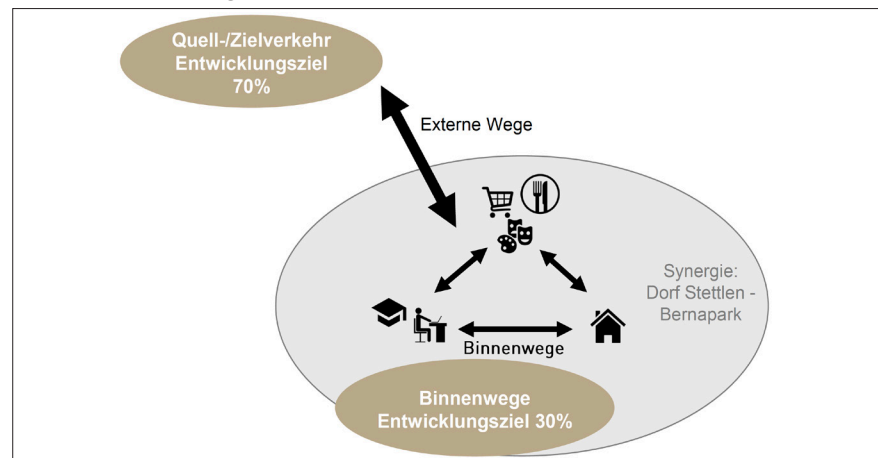 Quell-/Zielverkehr
Entwicklungsziel
70%
Externe Wege
Synergie:
Dorf Stettlen -
Bernapark
Binnenwege
Binnenwege
Entwicklungsziel 30%